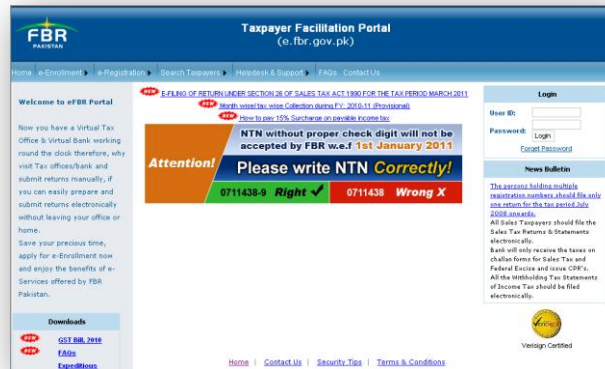 FBR
PAKISTAN
Taxpayer Facilitation Portal
(e.fbr.gov.pk)
Home e-Enrollment e-Registration Search Taxpayers Helpdesk & Support FAQs Contact Us
Welcome to eFBR Portal
Now you have a Virtual Tax
Office & Virtual Bank working
round the clock therefore, why
visit Tax offices/bank and
submit returns manually, if
you can easily prepare and
submit returns electronically
without leaving your office or
home.
Save your precious time,
apply for e-Enrollment now
and enjoy the benefits of e-
Services offered by FBR
Pakistan.
Downloads
NEW GST Bill, 2010
NEW FAQs
Expeditious
NEW E-FILING OF RETURN UNDER SECTION 26 OF SALES TAX ACT 1990 FOR THE TAX PERIOD MARCH 2011
NEW Month wise/tax wise Collection during FY: 2010-11 (Provisional)
NEW How to pay 15% Surcharge on payable income tax
Attention!
NTN without proper check digit will not be
accepted by FBR w.e.f 1st January 2011
Please write NTN Correctly!
0711438-9 Right ✓ 0711438 Wrong X
Login
User ID:
Password:
Login
Forget Password
News Bulletin
The persons holding multiple
registration numbers should file only
one return for the tax period July
2008 onwards.
All Sales Taxpayers should file the
Sales Tax Returns & Statements
electronically.
Bank will only receive the taxes on
challan forms for Sales Tax and
Federal Excise and issue CPR's.
All the Withholding Tax Statements
of Income Tax should be filed
electronically.
VeriSign
Verisign Certified
Home | Contact Us | Security Tips | Terms & Conditions